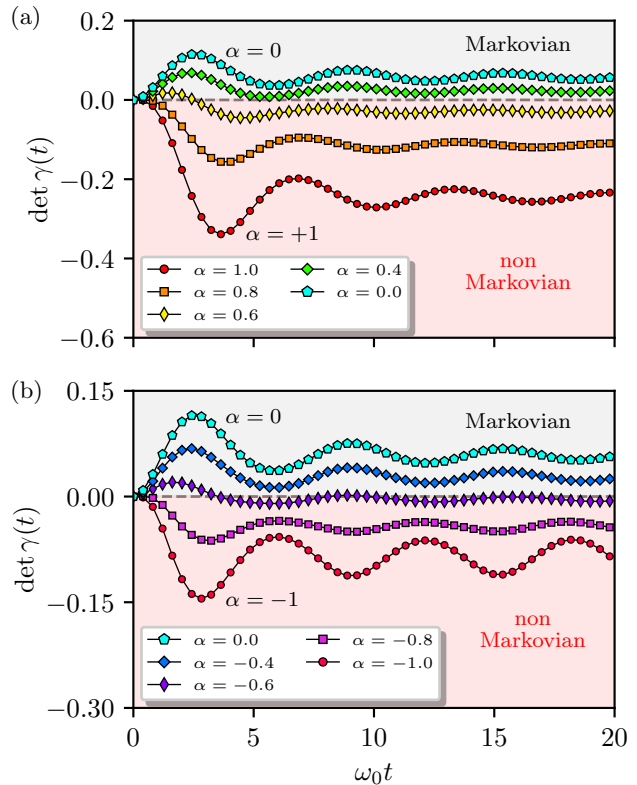 (a)
0.2
0.0
−0.2
−0.4
−0.6
det γ(t)
α = 0
Markovian
α = +1
non
Markovian
α = 1.0
α = 0.8
α = 0.6
α = 0.4
α = 0.0
(b)
0.15
0.00
−0.15
−0.30
det γ(t)
α = 0
Markovian
α = −1
non
Markovian
α = 0.0
α = −0.4
α = −0.6
α = −0.8
α = −1.0
0 5 10 15 20
ω₀t